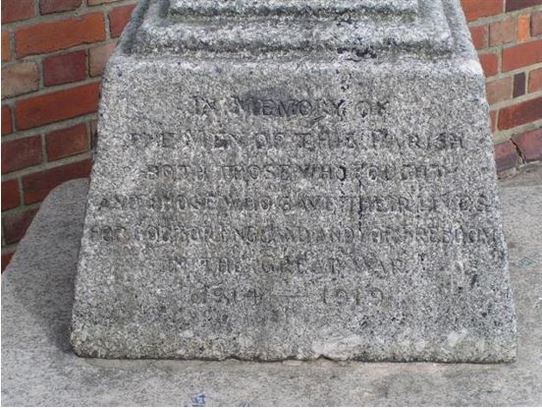 IN MEMORY OF
THE MEN OF THIS PARISH
BOTH THOSE WHO FOUGHT
AND THOSE WHO GAVE THEIR LIVES
FOR GOD FOR ENGLAND AND FOR FREEDOM
IN THE GREAT WAR
1914 — 1919